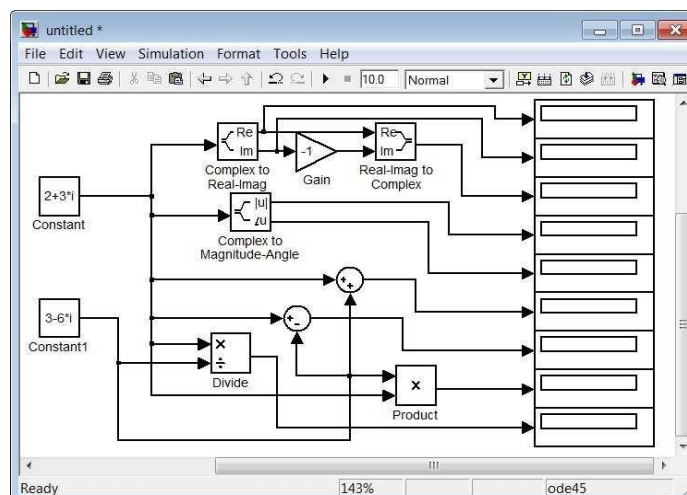 untitled *
File Edit View Simulation Format Tools Help
10.0 Normal
Re
Im
Complex to
Real-Imag
-1
Gain
Re
Im
Real-Imag to
Complex
2+3*i
Constant
|u|
∠u
Complex to
Magnitude-Angle
+
+
3-6*i
Constant1
+
-
×
÷
Divide
×
Product
Ready 143% ode45